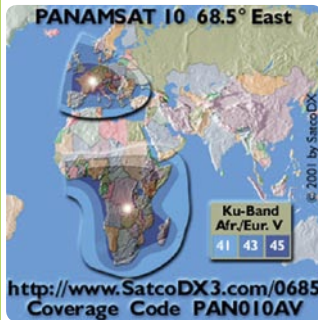 PANAMSAT 10 68.5° East
© 2001 by SatcoDX
Ku-Band
Afr./Eur. V
41 43 45
http://www.SatcoDX3.com/0685
Coverage Code PAN010AV